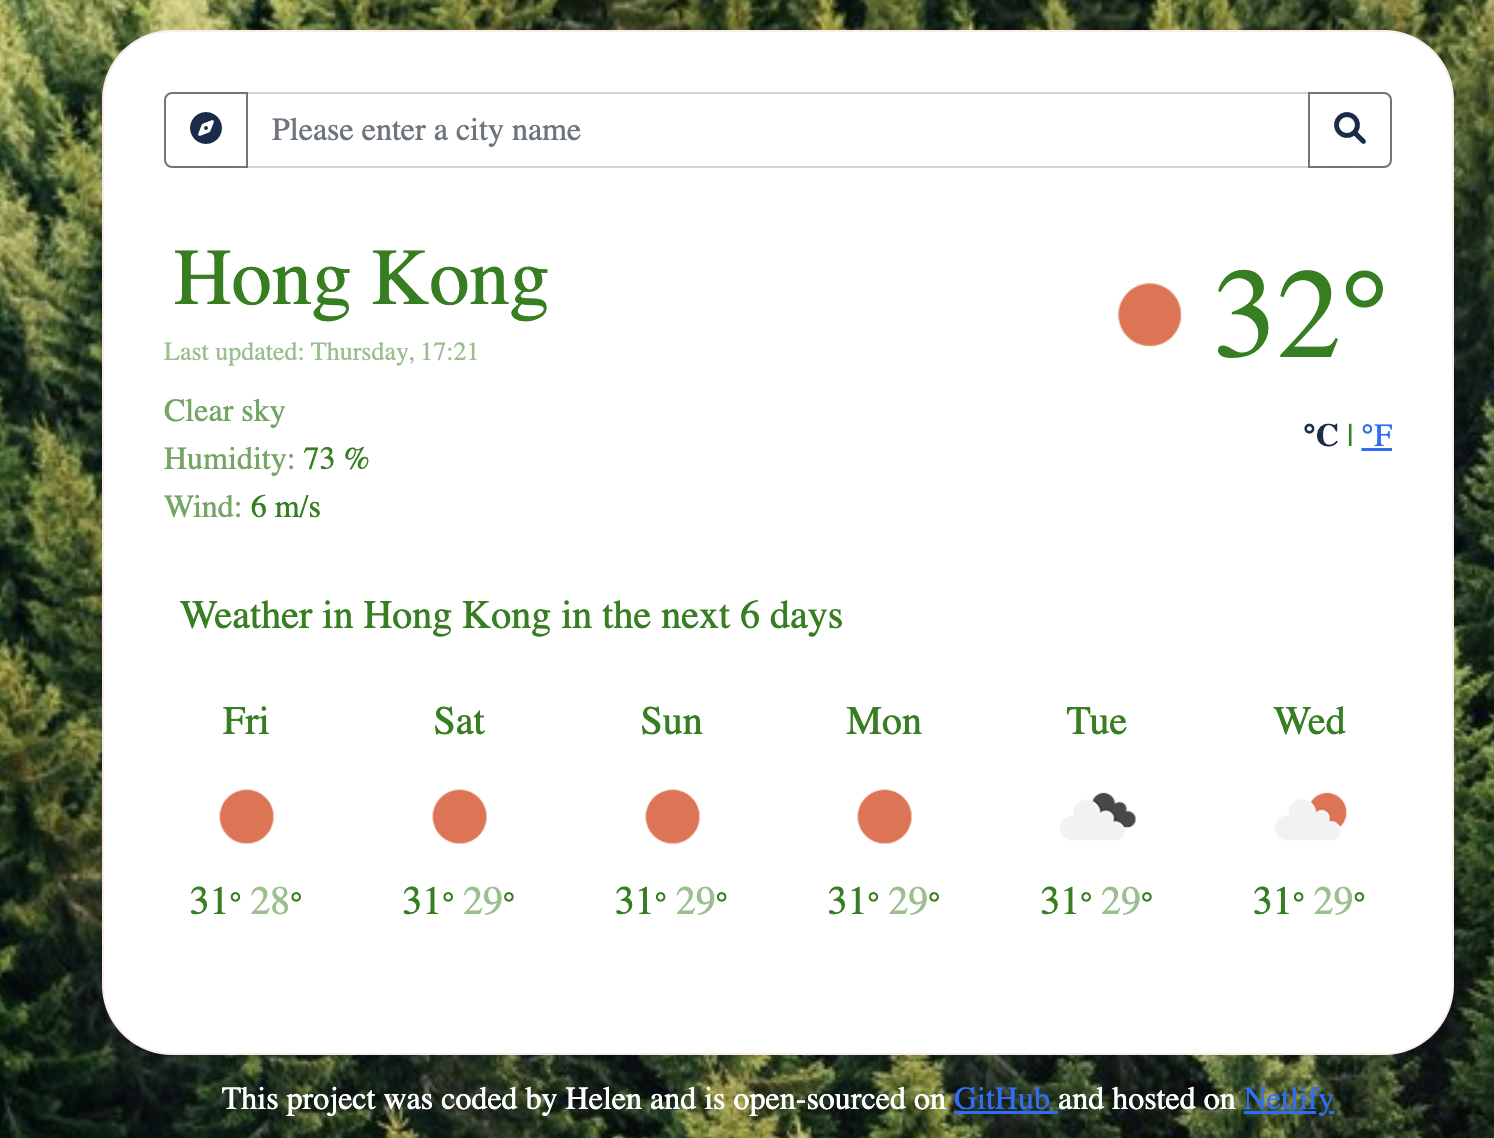 Please enter a city name
Hong Kong
32°
Last updated: Thursday, 17:21
Clear sky
°C | °F
Humidity: 73 %
Wind: 6 m/s
Weather in Hong Kong in the next 6 days
Fri Sat Sun Mon Tue Wed
31° 28° 31° 29° 31° 29° 31° 29° 31° 29° 31° 29°
This project was coded by Helen and is open-sourced on GitHub and hosted on Netlify